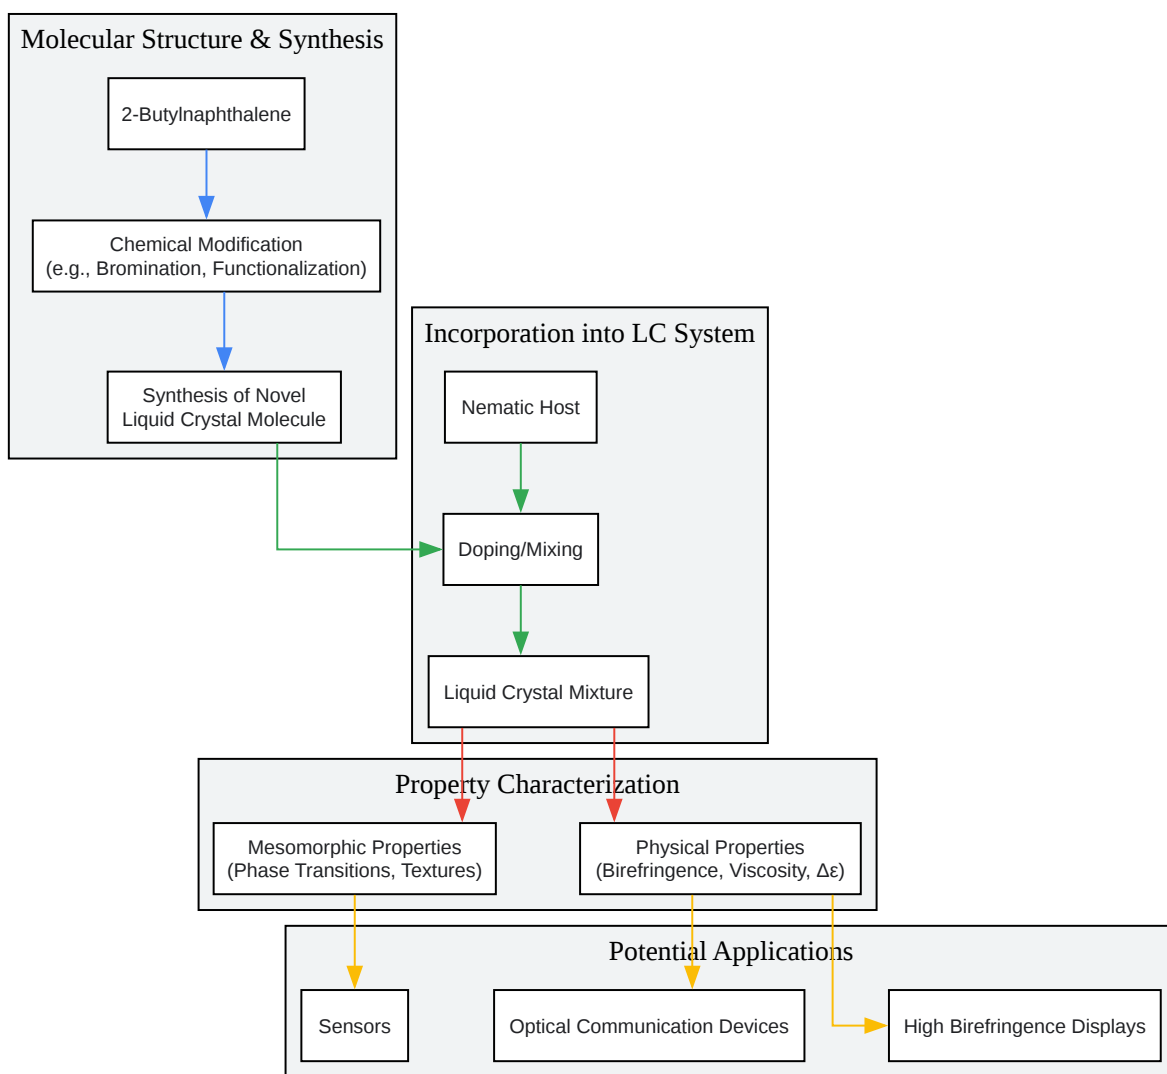 Molecular Structure & Synthesis
2-Butylnaphthalene
Chemical Modification
(e.g., Bromination, Functionalization)
Synthesis of Novel
Liquid Crystal Molecule
Incorporation into LC System
Nematic Host
Doping/Mixing
Liquid Crystal Mixture
Property Characterization
Mesomorphic Properties
(Phase Transitions, Textures)
Physical Properties
(Birefringence, Viscosity, Δε)
Potential Applications
Sensors
Optical Communication Devices
High Birefringence Displays